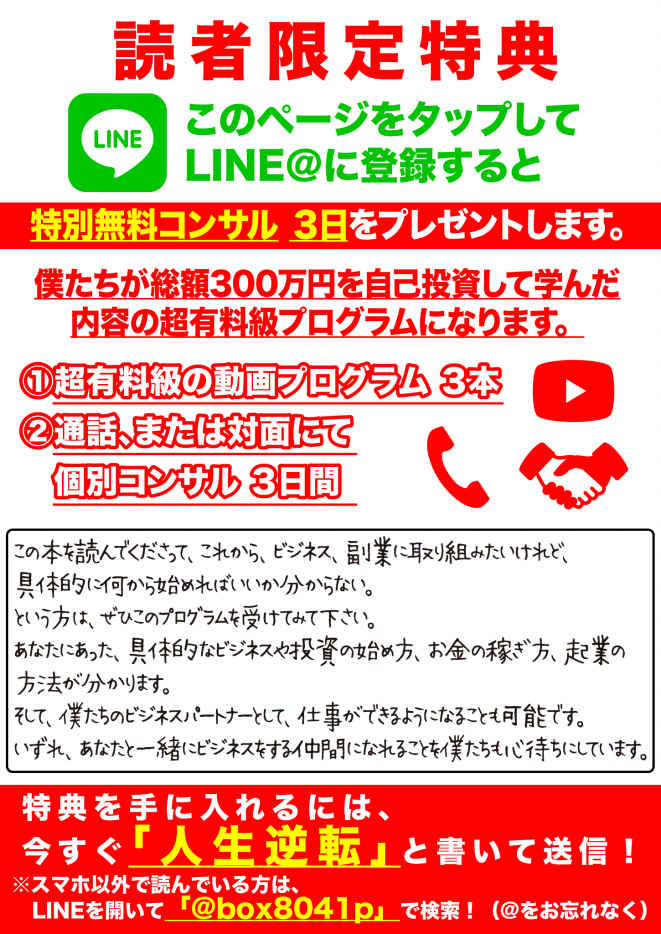 読者限定特典
LINE
このページをタップして
LINE@に登録すると
特別無料コンサル 3日をプレゼントします。
僕たちが総額300万円を自己投資して学んだ
内容の超有料級プログラムになります。
①超有料級の動画プログラム 3本
②通話、または対面にて
個別コンサル 3日間
この本を読んでくださって、これから、ビジネス、副業に取り組みたいけれど、
具体的に何から始めればいいか分からない。
という方は、ぜひこのプログラムを受けてみて下さい。
あなたにあった、具体的なビジネスや投資の始め方、お金の稼ぎ方、起業の
方法が分かります。
そして、僕たちのビジネスパートナーとして、仕事ができるようになることも可能です。
いずれ、あなたと一緒にビジネスをする仲間になれることを僕たちも心待ちにしています。
特典を手に入れるには、
今すぐ「人生逆転」と書いて送信！
※スマホ以外で読んでいる方は、
LINEを開いて「@box8041p」で検索！（@をお忘れなく）